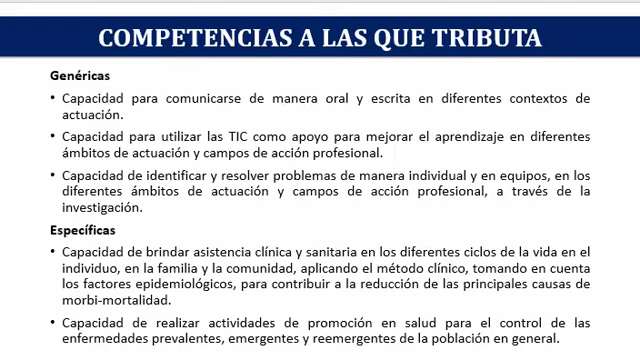 COMPETENCIAS A LAS QUE TRIBUTA
Genéricas
• Capacidad para comunicarse de manera oral y escrita en diferentes contextos de
actuación.
• Capacidad para utilizar las TIC como apoyo para mejorar el aprendizaje en diferentes
ámbitos de actuación y campos de acción profesional.
• Capacidad de identificar y resolver problemas de manera individual y en equipos, en los
diferentes ámbitos de actuación y campos de acción profesional, a través de la
investigación.
Específicas
• Capacidad de brindar asistencia clínica y sanitaria en los diferentes ciclos de la vida en el
individuo, en la familia y la comunidad, aplicando el método clínico, tomando en cuenta
los factores epidemiológicos, para contribuir a la reducción de las principales causas de
morbi-mortalidad.
• Capacidad de realizar actividades de promoción en salud para el control de las
enfermedades prevalentes, emergentes y reemergentes de la población en general.